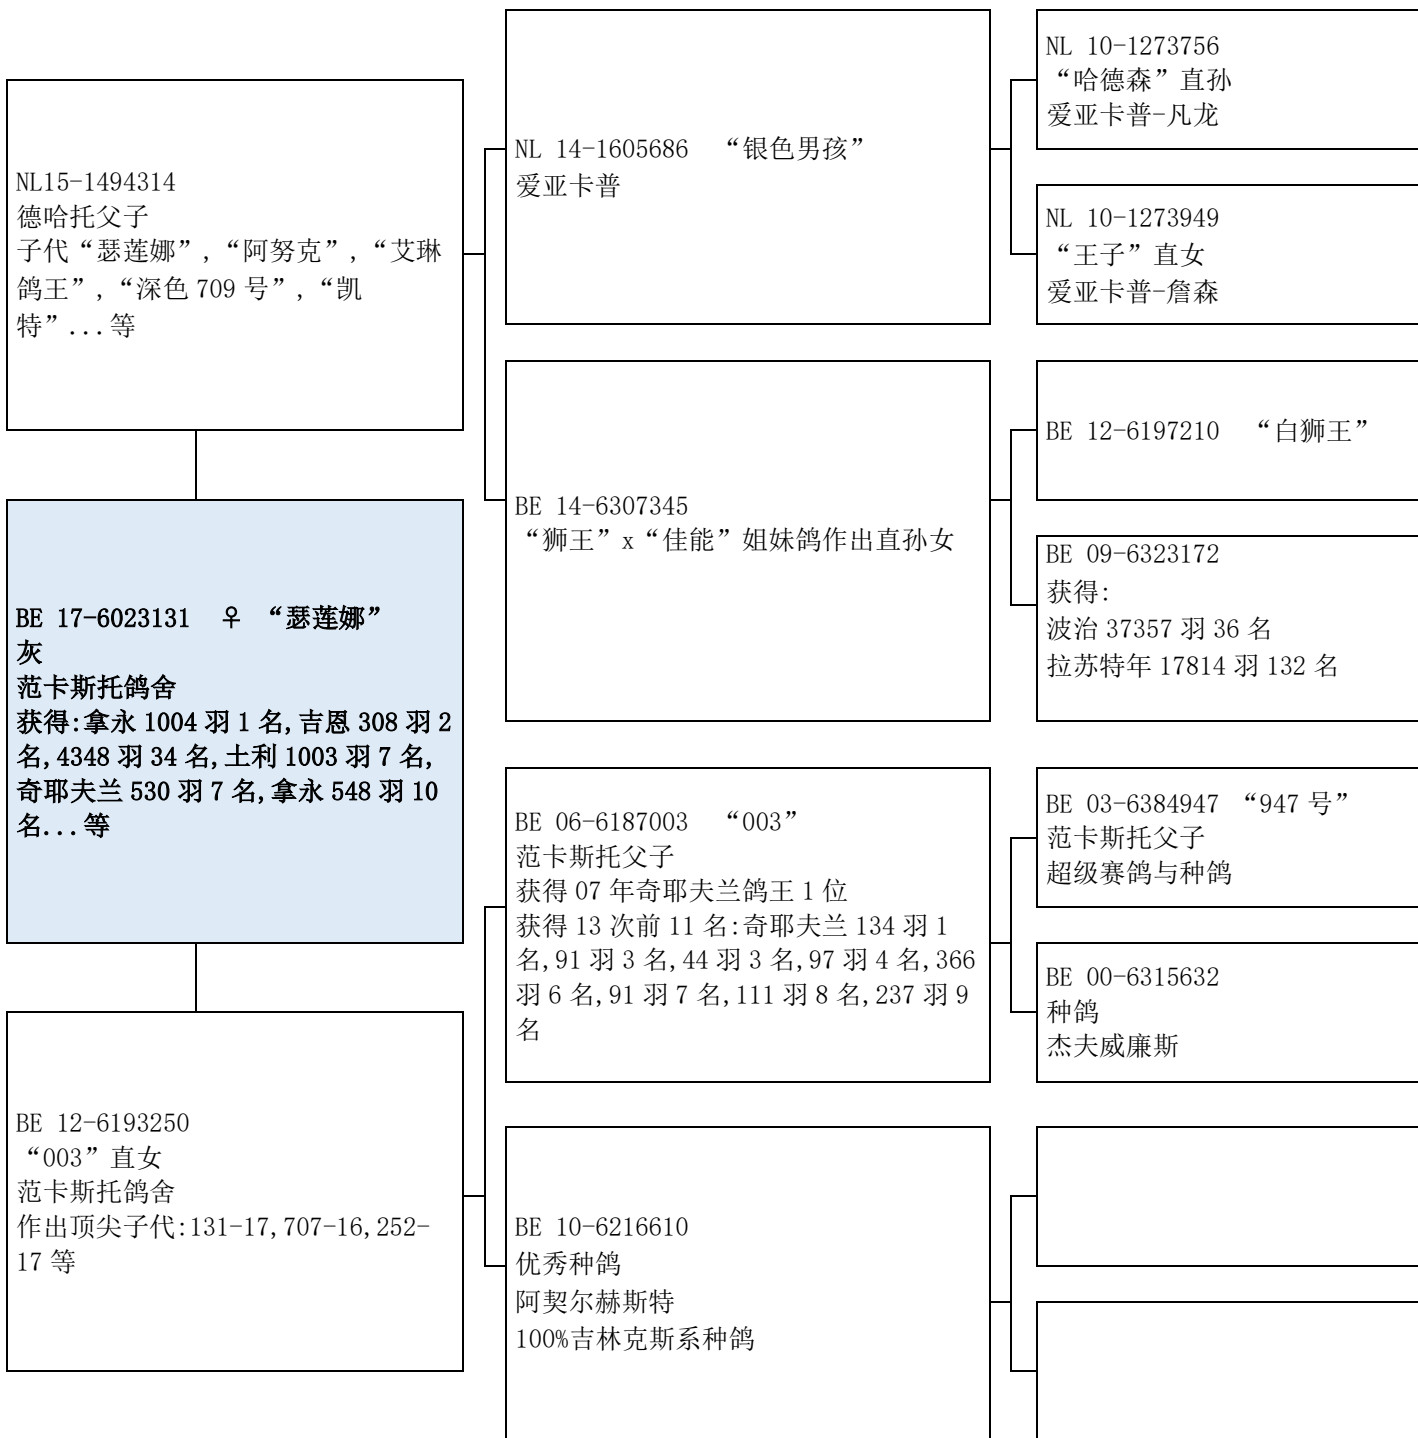 NL15-1494314
德哈托父子
子代“瑟莲娜”,“阿努克”,“艾琳
鸽王”,“深色 709 号”,“凯
特”...等
BE 17-6023131 ♀ “瑟莲娜”
灰
范卡斯托鸽舍
获得:拿永 1004 羽 1 名,吉恩 308 羽 2
名,4348 羽 34 名,土利 1003 羽 7 名,
奇耶夫兰 530 羽 7 名,拿永 548 羽 10
名...等
BE 12-6193250
“003”直女
范卡斯托鸽舍
作出顶尖子代:131-17,707-16,252-
17 等
NL 14-1605686 “银色男孩”
爱亚卡普
BE 14-6307345
“狮王”x“佳能”姐妹鸽作出直孙女
BE 06-6187003 “003”
范卡斯托父子
获得 07 年奇耶夫兰鸽王 1 位
获得 13 次前 11 名:奇耶夫兰 134 羽 1
名,91 羽 3 名,44 羽 3 名,97 羽 4 名,366
羽 6 名,91 羽 7 名,111 羽 8 名,237 羽 9
名
BE 10-6216610
优秀种鸽
阿契尔赫斯特
100%吉林克斯系种鸽
NL 10-1273756
“哈德森”直孙
爱亚卡普-凡龙
NL 10-1273949
“王子”直女
爱亚卡普-詹森
BE 12-6197210 “白狮王”
BE 09-6323172
获得:
波治 37357 羽 36 名
拉苏特年 17814 羽 132 名
BE 03-6384947 “947 号”
范卡斯托父子
超级赛鸽与种鸽
BE 00-6315632
种鸽
杰夫威廉斯